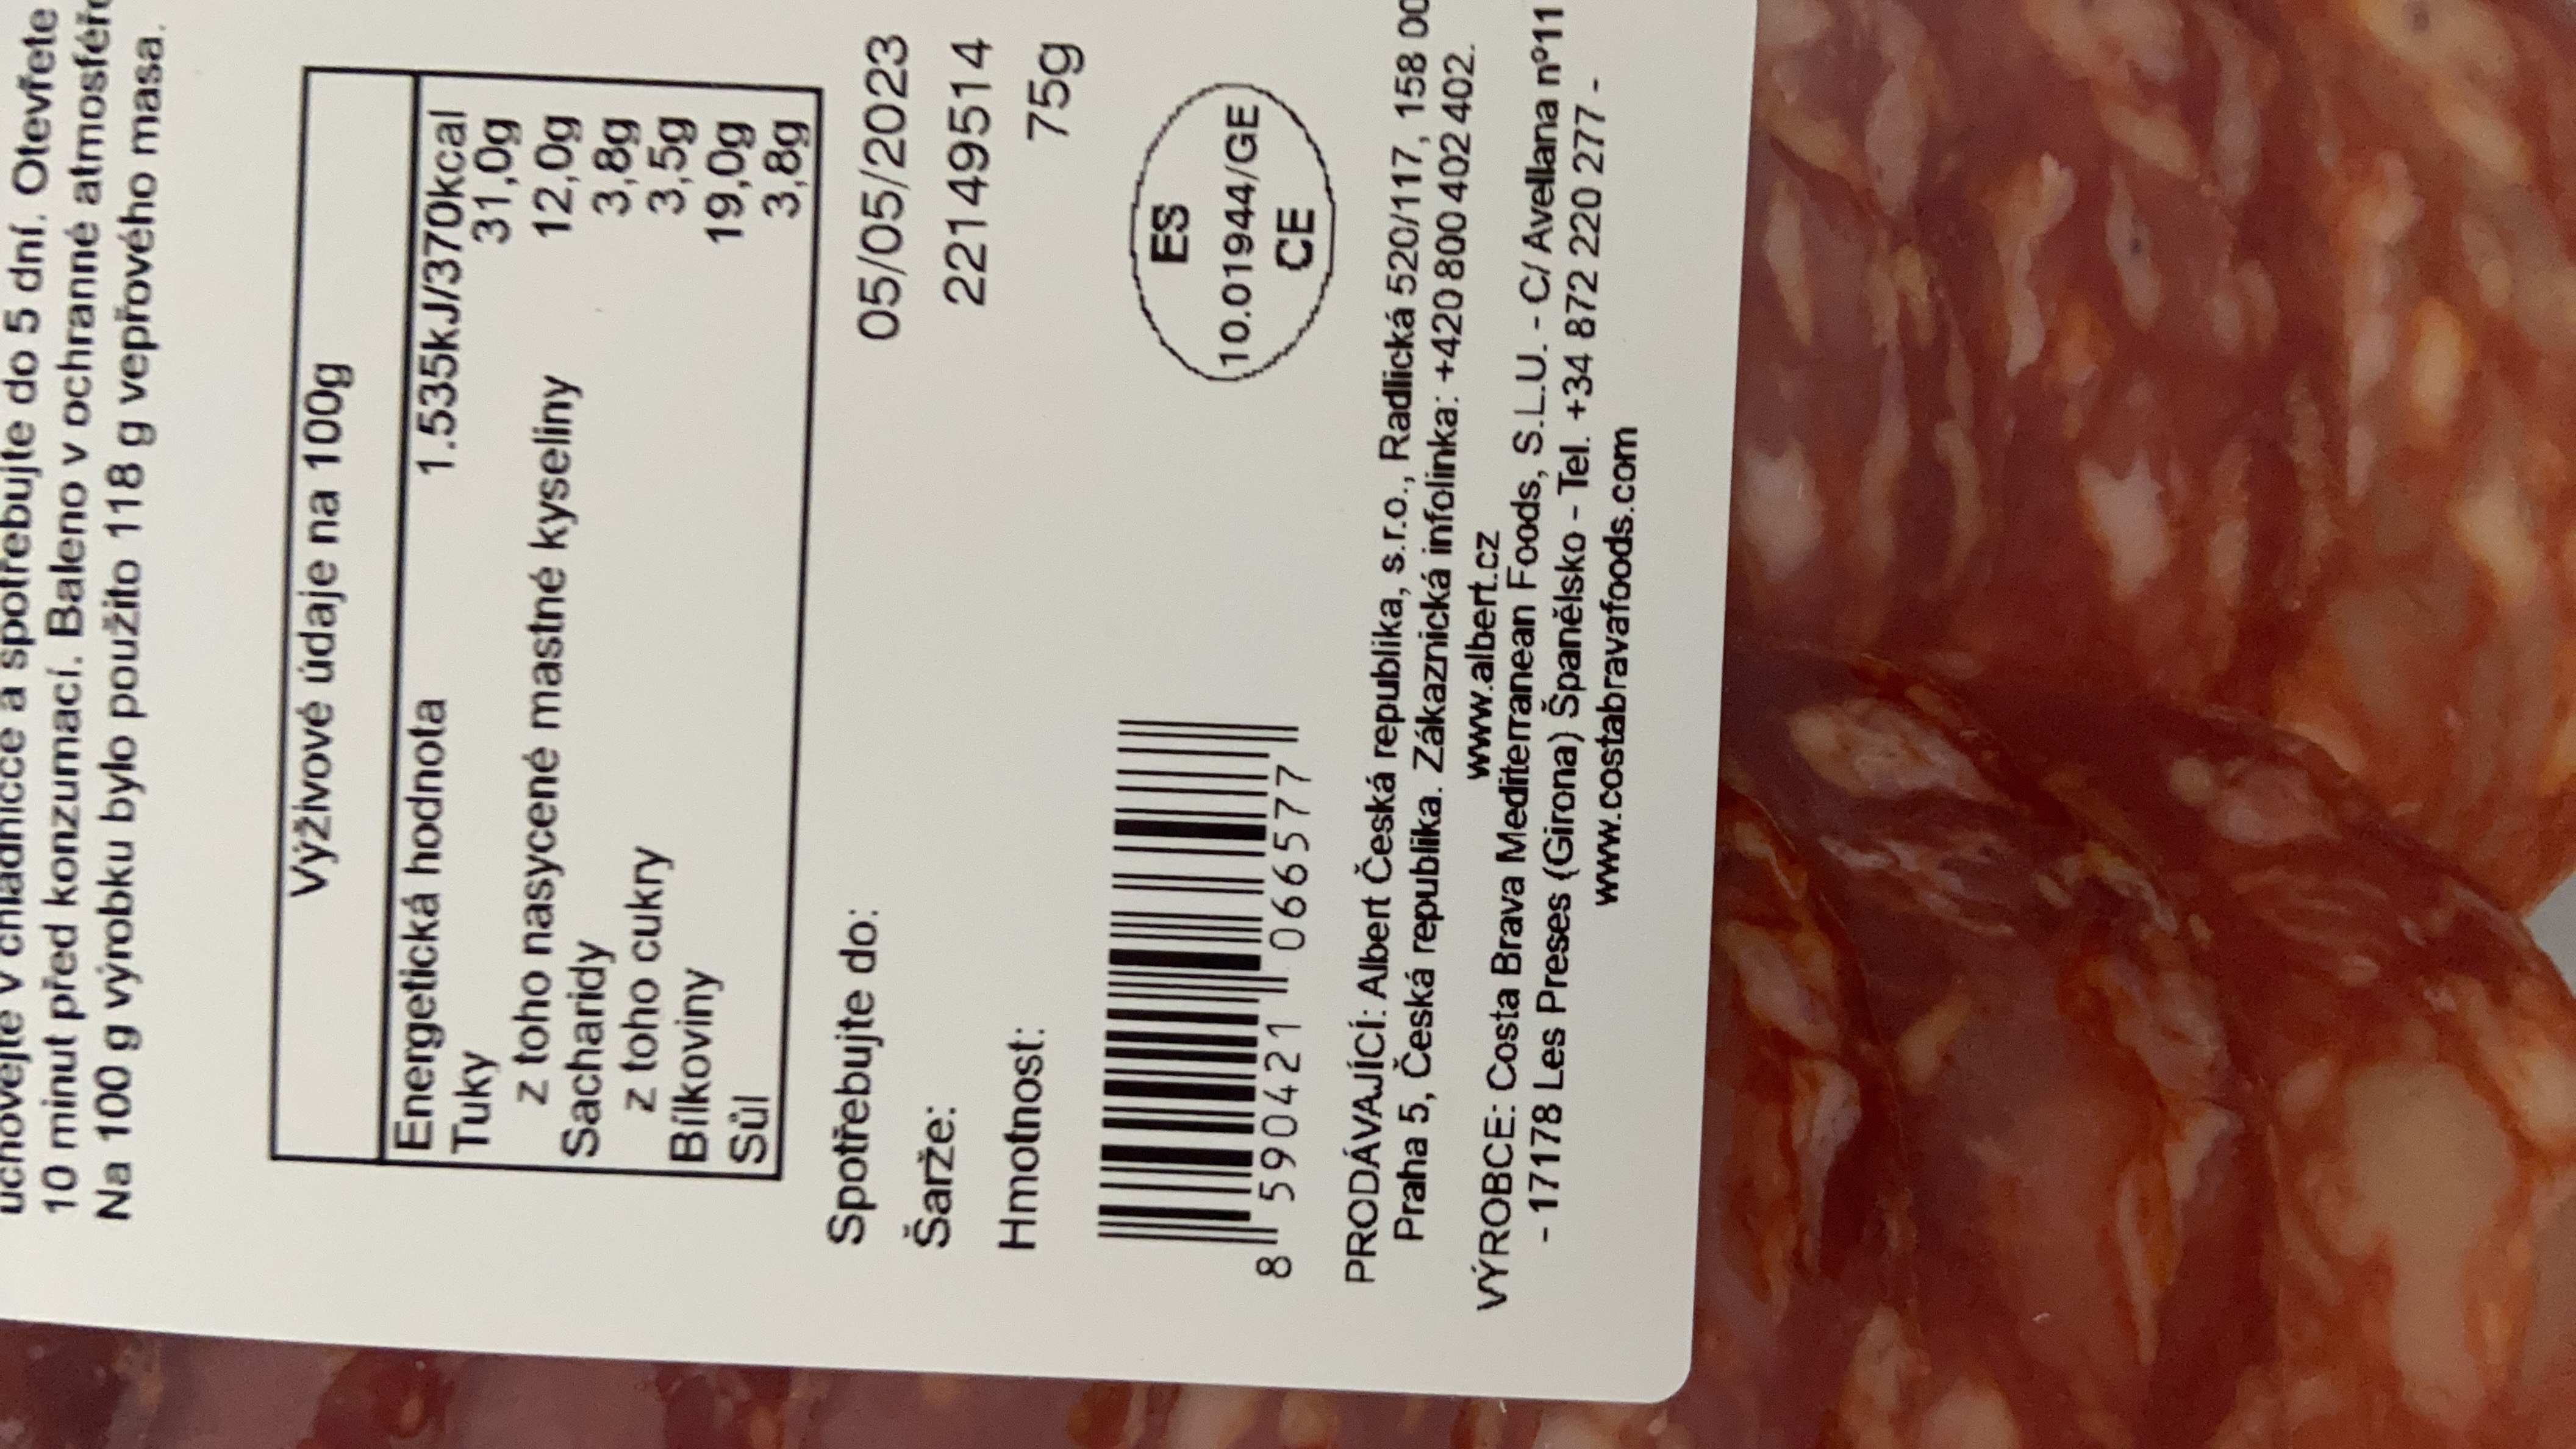 uchovejte v chladničce a spotřebujte do 5 dní. Otevřete
10 minut před konzumací. Baleno v ochranné
Na 100 g výrobku bylo použito 118 g vepřového masa.
Výživové údaje na 100g
Energetická hodnota 1.535kJ/370kcal
Tuky 31,0g
z toho nasycené mastné kyseliny 12,0g
Sacharidy 3,8g
z toho cukry 3,5g
Bílkoviny 19,0g
Sůl 3,8g
Spotřebujte do: 05/05/2023
Šarže: 22149514
Hmotnost: 75g
ES
10.01944/GE
CE
8 590421 066577
PRODÁVAJÍCÍ: Albert Česká republika, s.r.o., Radlická 520/117, 158 00
Praha 5, Česká republika. Zákaznická infolinka: +420 800 402 402.
www.albert.cz
VÝROBCE: Costa Brava Mediterranean Foods, S.L.U. - C/ Avellana nº11
- 17178 Les Preses (Girona) Španělsko - Tel. +34 872 220 277 -
www.costabravafoods.com